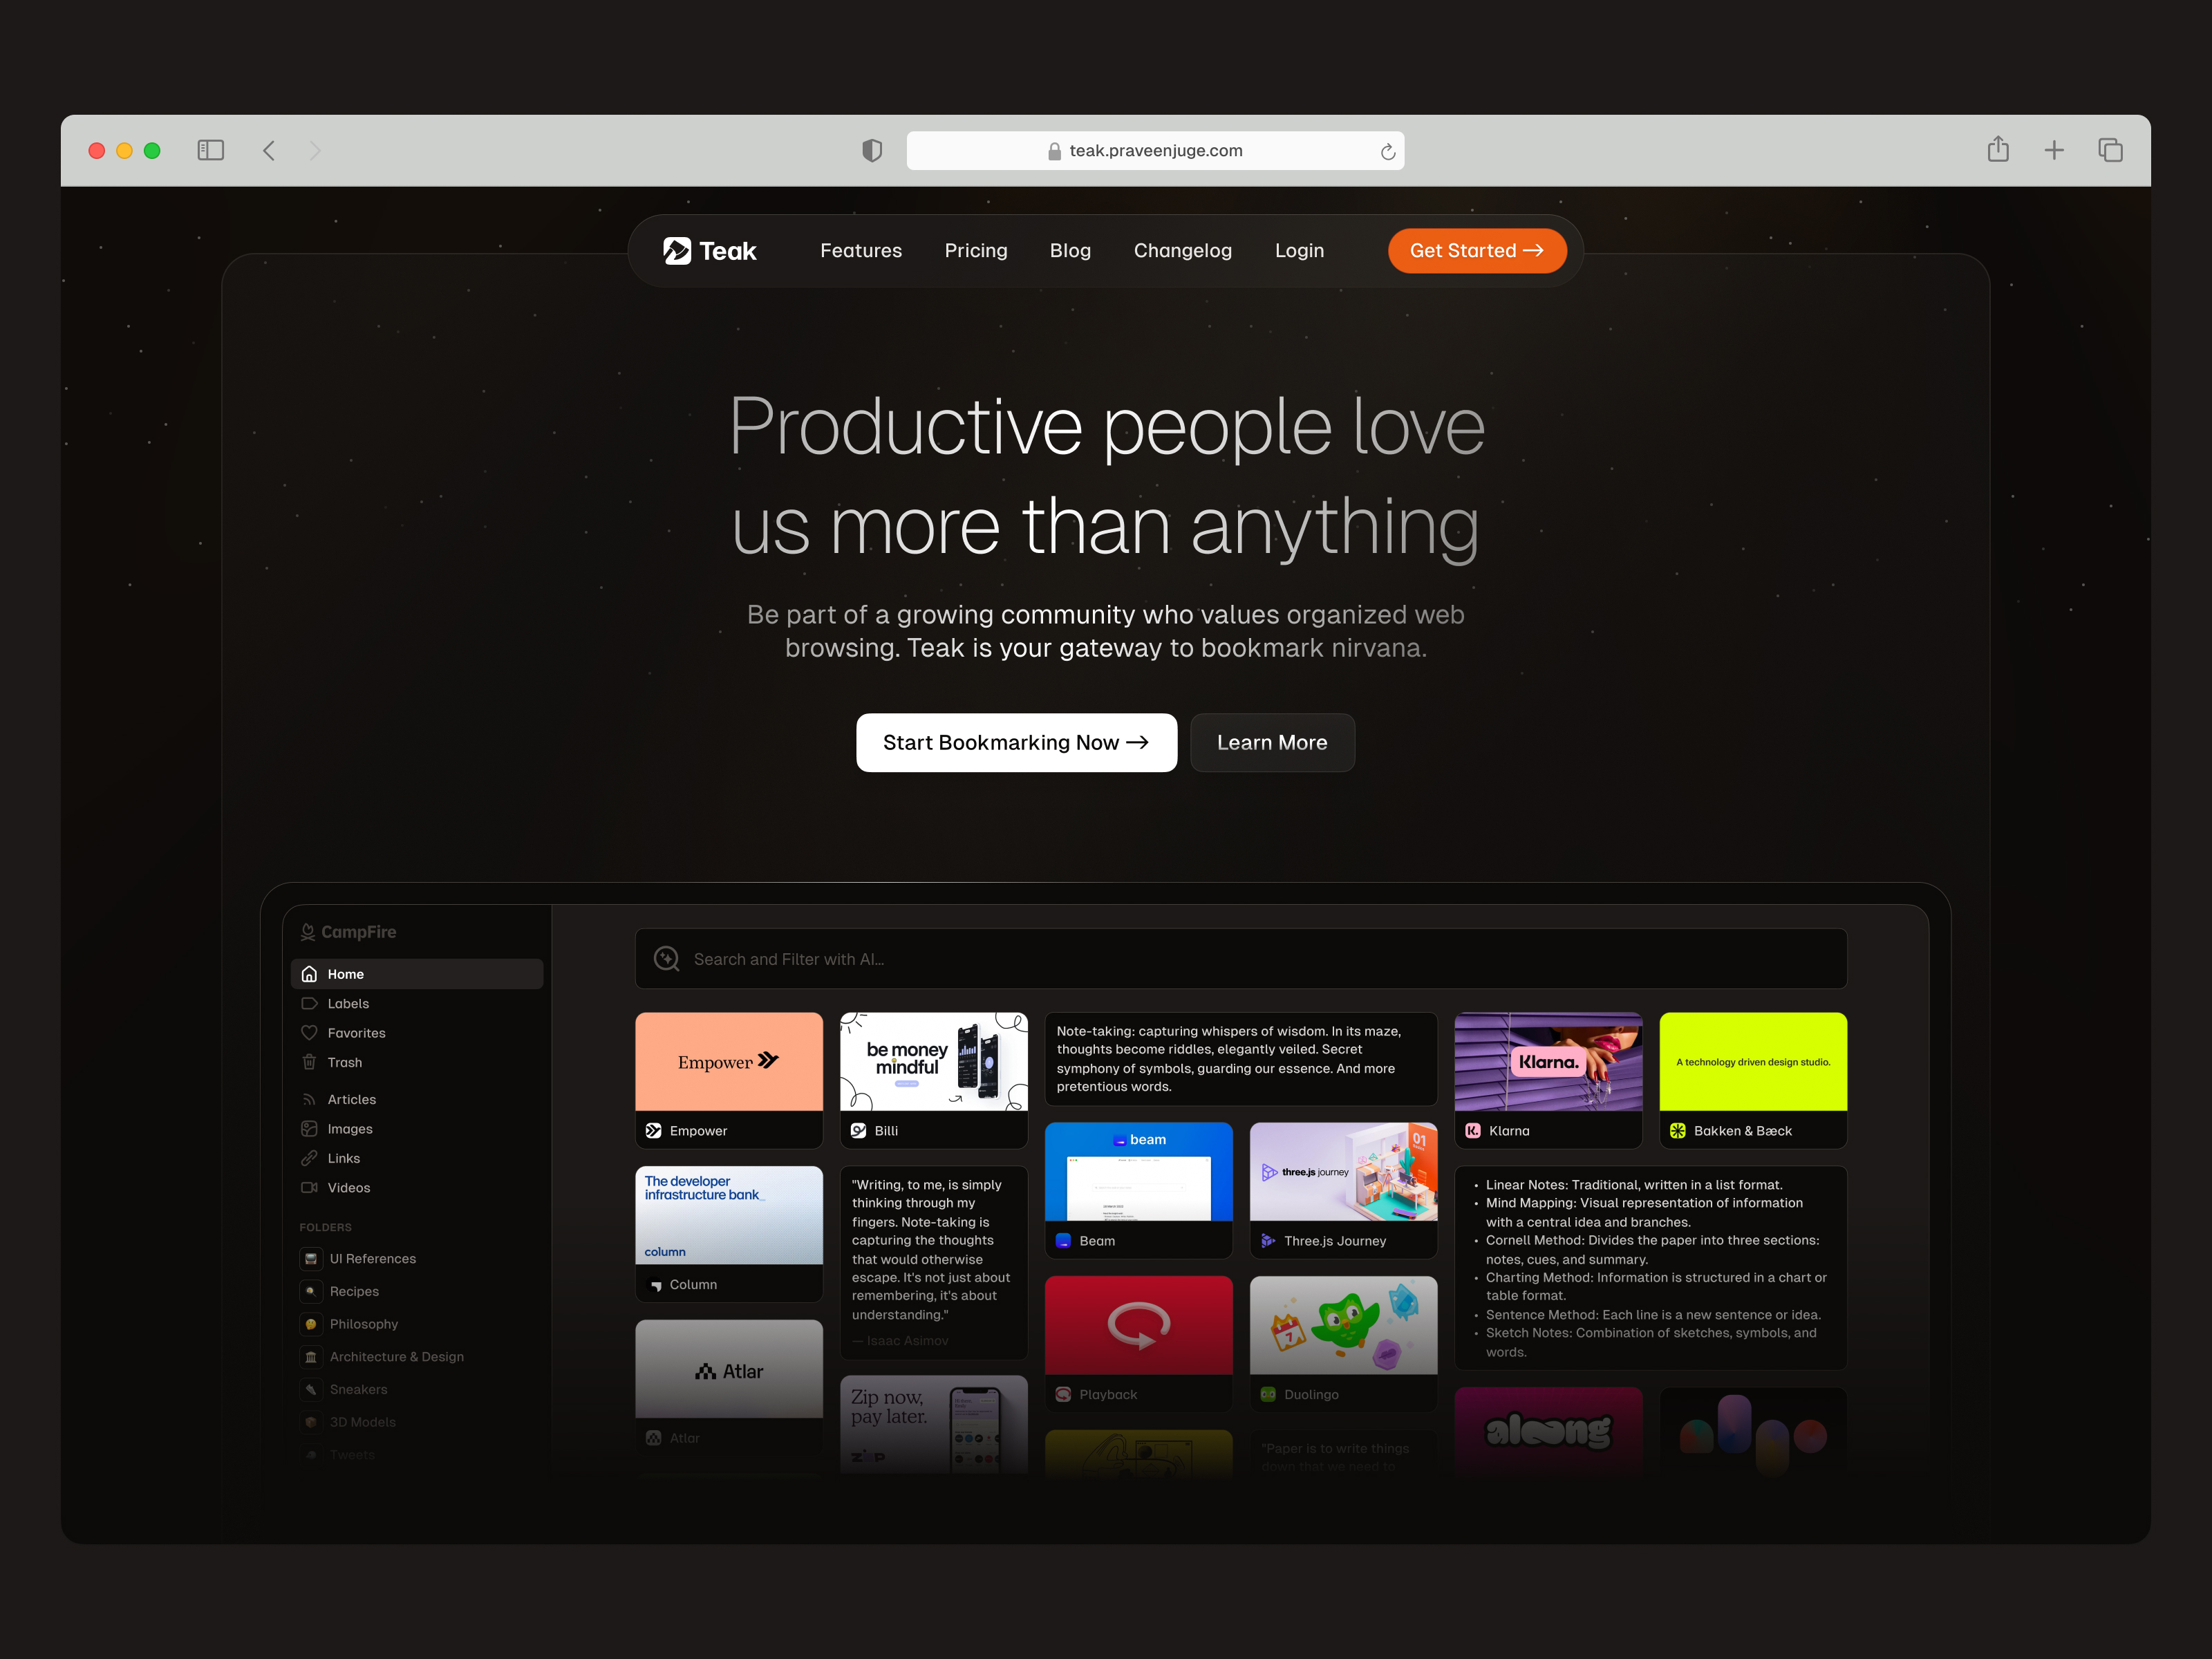 teak.praveenjuge.com
Teak
Features
Pricing
Blog
Changelog
Login
Get Started →
Productive people love
us more than anything
Be part of a growing community who values organized web
browsing. Teak is your gateway to bookmark nirvana.
Start Bookmarking Now →
Learn More
CampFire
Home
Labels
Favorites
Trash
Articles
Images
Links
Videos
FOLDERS
UI References
Recipes
Philosophy
Architecture & Design
Sneakers
3D Models
Tweets
Search and Filter with AI...
Empower
Empower
The developer
infrastructure bank_
column
Column
Atlar
Atlar
be money
mindful
Billi
"Writing, to me, is simply
thinking through my
fingers. Note-taking is
capturing the thoughts
that would otherwise
escape. It's not just about
remembering, it's about
understanding."
— Isaac Asimov
Zip now,
pay later.
zip
Note-taking: capturing whispers of wisdom. In its maze,
thoughts become riddles, elegantly veiled. Secret
symphony of symbols, guarding our essence. And more
pretentious words.
beam
Beam
Playback
01
three.js journey
Three.js Journey
7
Duolingo
"Paper is to write things
down that we need to
Klarna.
K.
Klarna
A technology driven design studio.
Bakken & Bæck
• Linear Notes: Traditional, written in a list format.
• Mind Mapping: Visual representation of information
with a central idea and branches.
• Cornell Method: Divides the paper into three sections:
notes, cues, and summary.
• Charting Method: Information is structured in a chart or
table format.
• Sentence Method: Each line is a new sentence or idea.
• Sketch Notes: Combination of sketches, symbols, and
words.
aloong